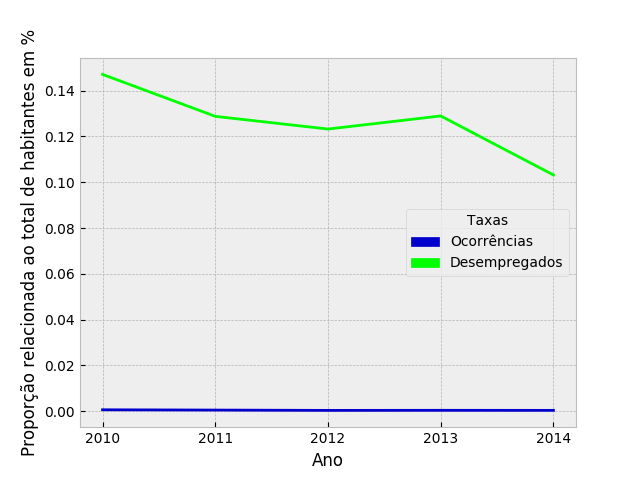 Proporção relacionada ao total de habitantes em %
0.14
0.12
0.10
0.08
0.06
0.04
0.02
0.00
Taxas
Ocorrências
Desempregados
2010 2011 2012 2013 2014
Ano